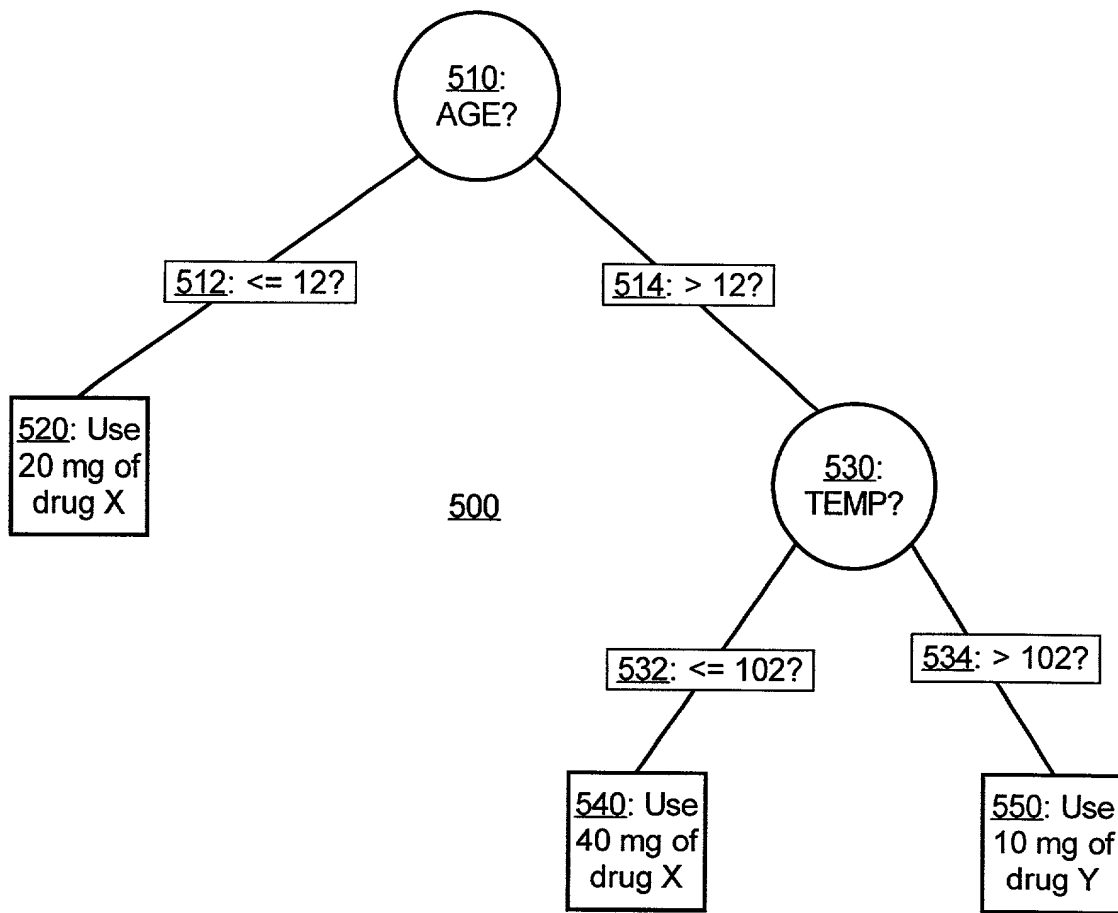 510:
AGE?
512: <= 12?
514: > 12?
520: Use
20 mg of
drug X
500
530:
TEMP?
532: <= 102?
534: > 102?
540: Use
40 mg of
drug X
550: Use
10 mg of
drug Y